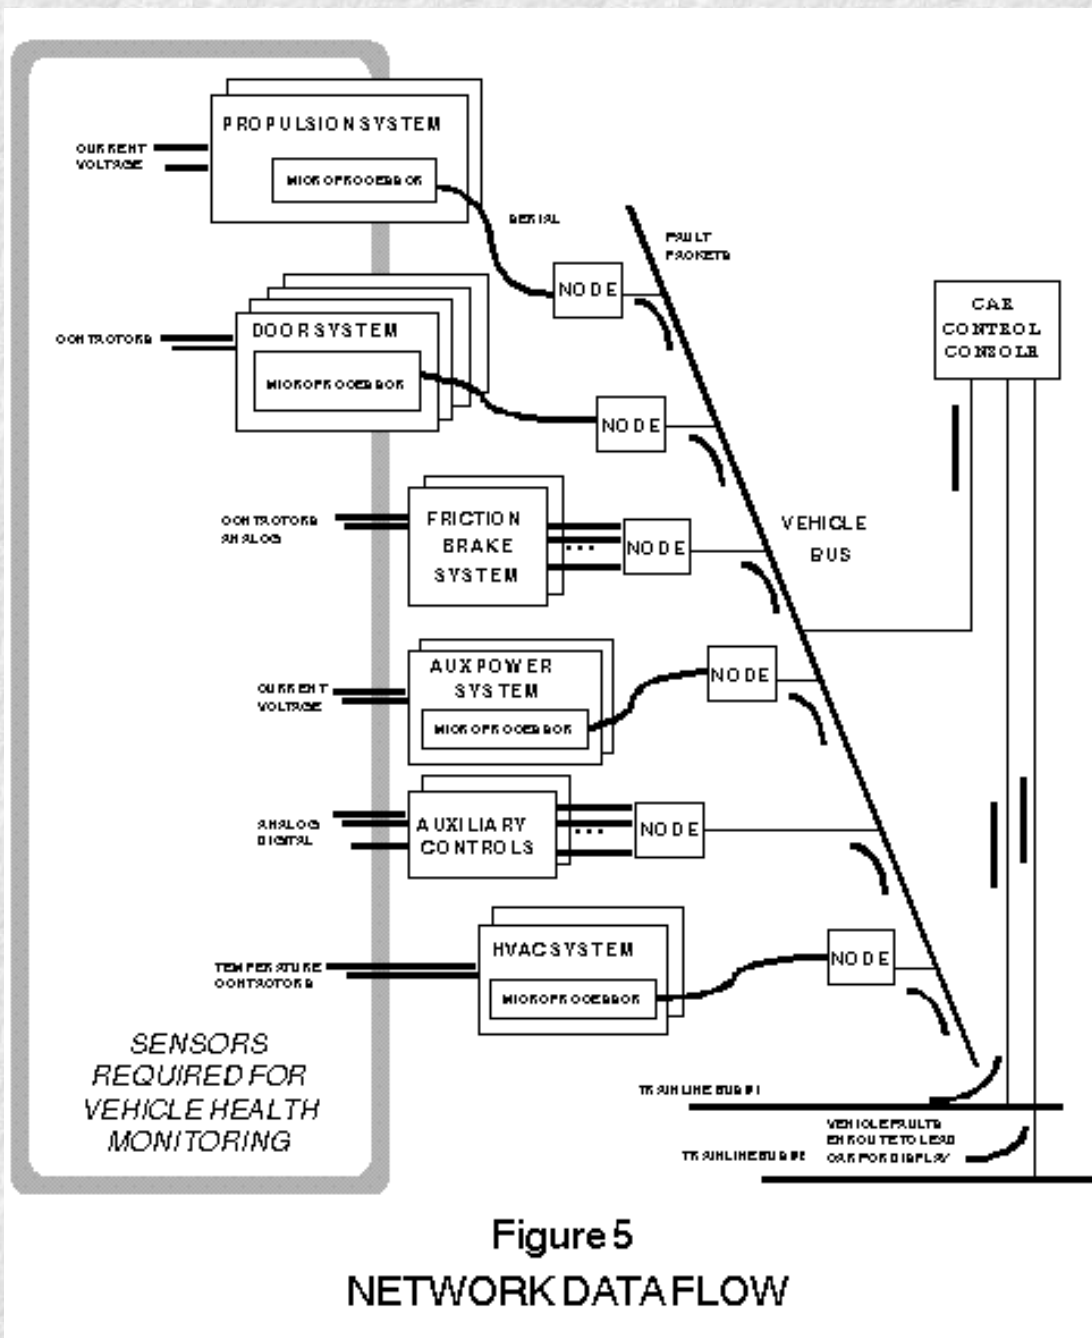 PROPULSION SYSTEM
CURRENT
VOLTAGE
MICROPROCESSOR
SERIAL
FAULT
PACKETS
NODE
CAR
CONTROL
CONSOLE
DOOR SYSTEM
CONTACTORS
MICROPROCESSOR
NODE
CONTACTORS
ANALOG
FRICTION
BRAKE
SYSTEM
...
NODE
VEHICLE
BUS
AUX POWER
SYSTEM
CURRENT
VOLTAGE
MICROPROCESSOR
NODE
ANALOG
DIGITAL
AUXILIARY
CONTROLS
...
NODE
HVAC SYSTEM
TEMPERATURE
CONTACTORS
MICROPROCESSOR
NODE
SENSORS
REQUIRED FOR
VEHICLE HEALTH
MONITORING
TRAINLINE BUS #1
VEHICLE FAULTS
EN ROUTE TO LEAD
CAR FOR DISPLAY
TRAINLINE BUS #2
Figure 5
NETWORK DATA FLOW